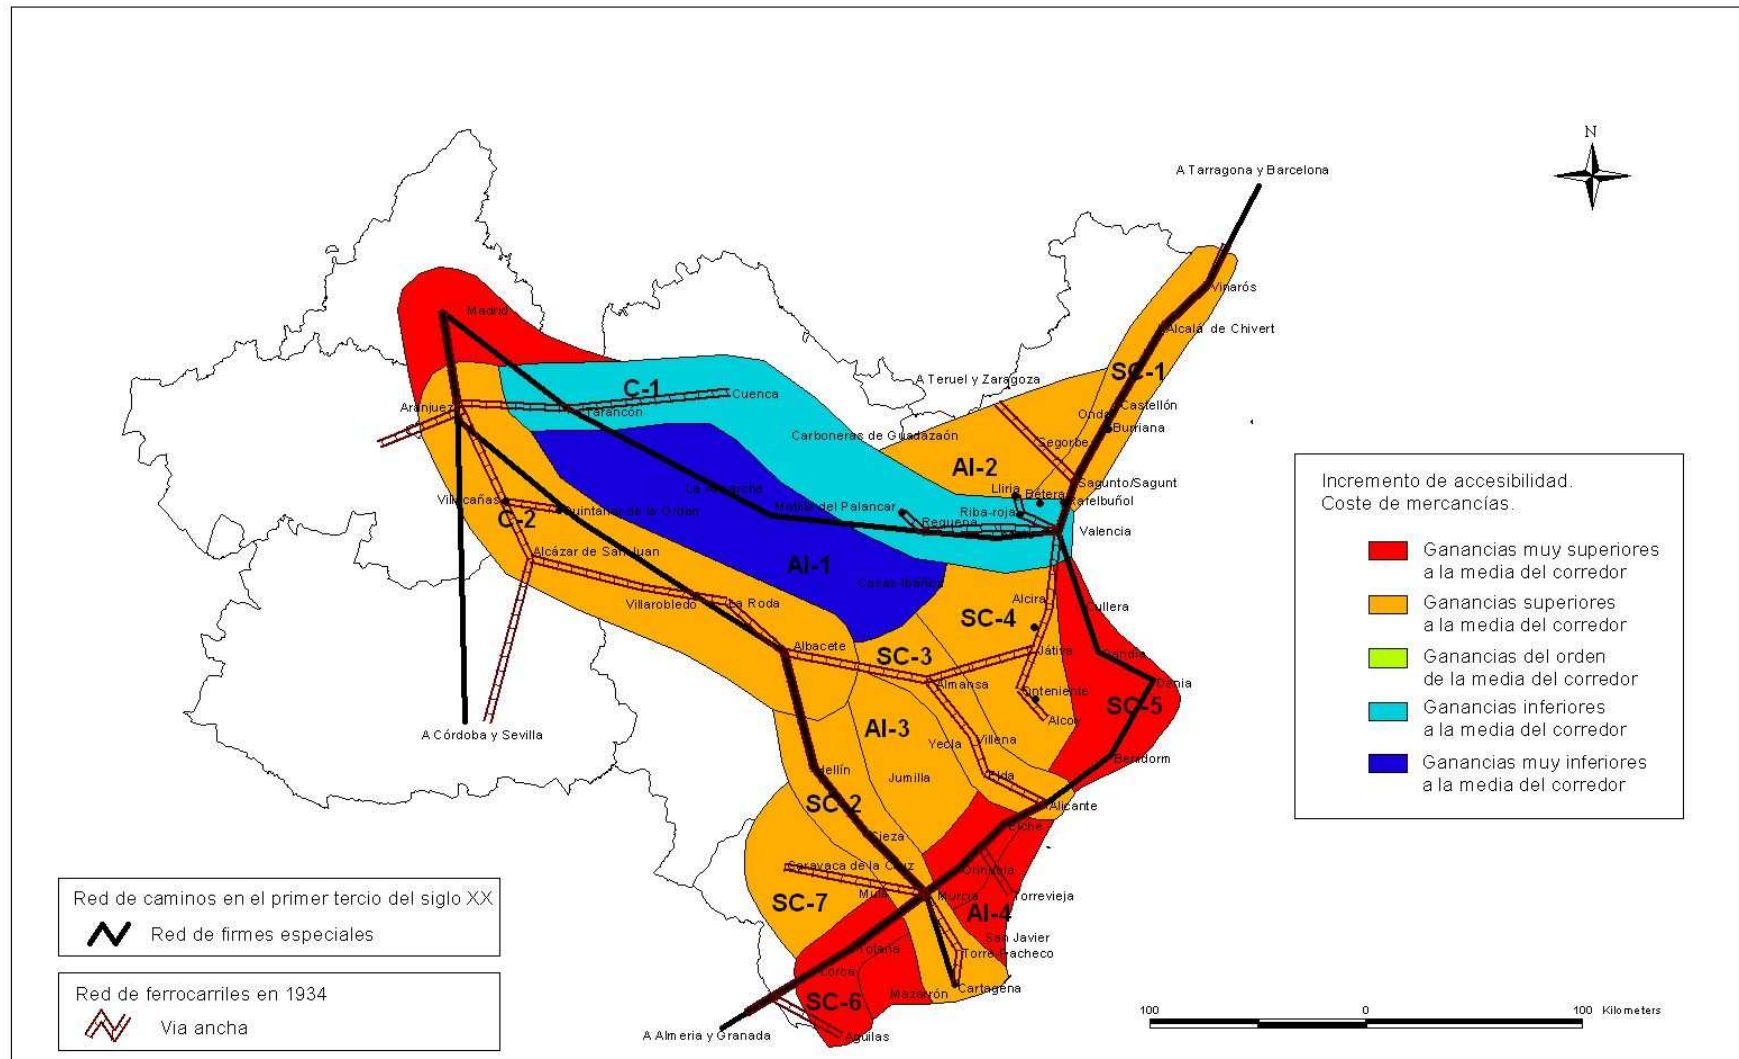 N
A Tarragona y Barcelona
Vinarós
Madrid
Alcalá de Chivert
SC-1
A Teruel y Zaragoza
C-1
Cuenca
Aranjuez
Tarancón
Castellón
Onda
Burriana
Carboneras de Guadazaón
Segorbe
AI-2
Sagunto/Sagunt
Lliria
Bétera
Rafelbuñol
Villacañas
Motilla del Palancar
Riba-roja
Quintanar de la Orden
C-2
Requena
Valencia
Alcázar de San Juan
AI-1
Casas Ibáñez
Villarobledo
La Roda
Alcira
Cullera
SC-4
Albacete
SC-3
Játiva
Gandía
Almansa
Onteniente
Denia
SC-5
Alcoy
A Córdoba y Sevilla
AI-3
Yecla
Villena
Benidorm
Hellín
Jumilla
Elda
SC-2
Alicante
Elche
Cieza
Caravaca de la Cruz
Orihuela
Mula
Murcia
Torrevieja
SC-7
AI-4
San Javier
Totana
Torre Pacheco
Lorca
Mazarrón
Cartagena
SC-6
A Almeria y Granada
Aguilas
Incremento de accesibilidad.
Coste de mercancías.
Ganancias muy superiores
a la media del corredor
Ganancias superiores
a la media del corredor
Ganancias del orden
de la media del corredor
Ganancias inferiores
a la media del corredor
Ganancias muy inferiores
a la media del corredor
Red de caminos en el primer tercio del siglo XX
Red de firmes especiales
Red de ferrocarriles en 1934
Via ancha
100 0 100 Kilometers